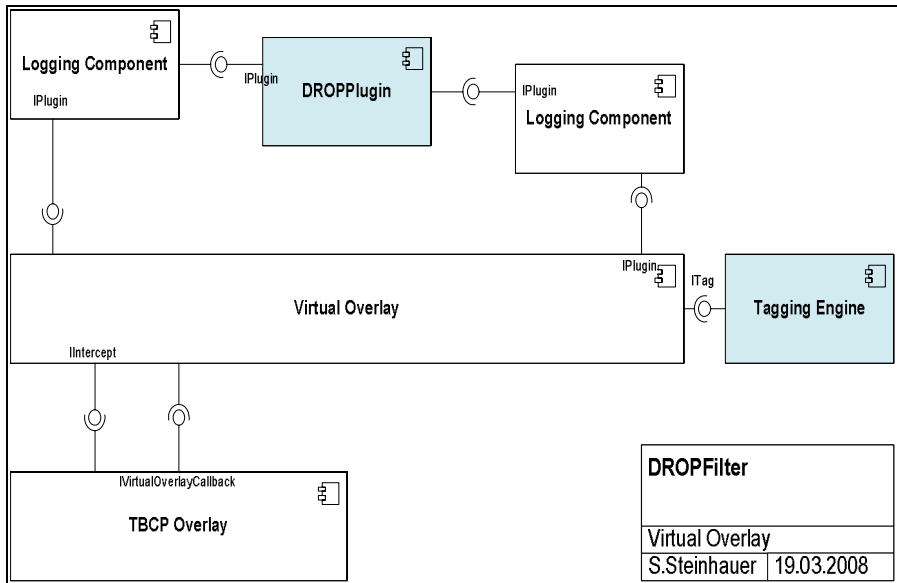 Logging Component
IPlugin
IPlugin
DROPPlugin
IPlugin
Logging Component
IPlugin
Virtual Overlay
ITag
Tagging Engine
IIntercept
IVirtualOverlayCallback
TBCP Overlay
DROPFilter
Virtual Overlay
S.Steinhauer 19.03.2008